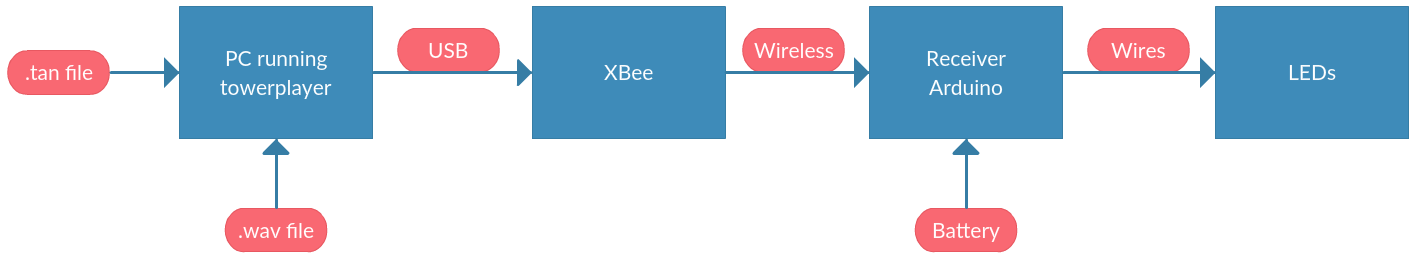 .tan file
PC running
towerplayer
USB
XBee
Wireless
Receiver
Arduino
Wires
LEDs
.wav file
Battery